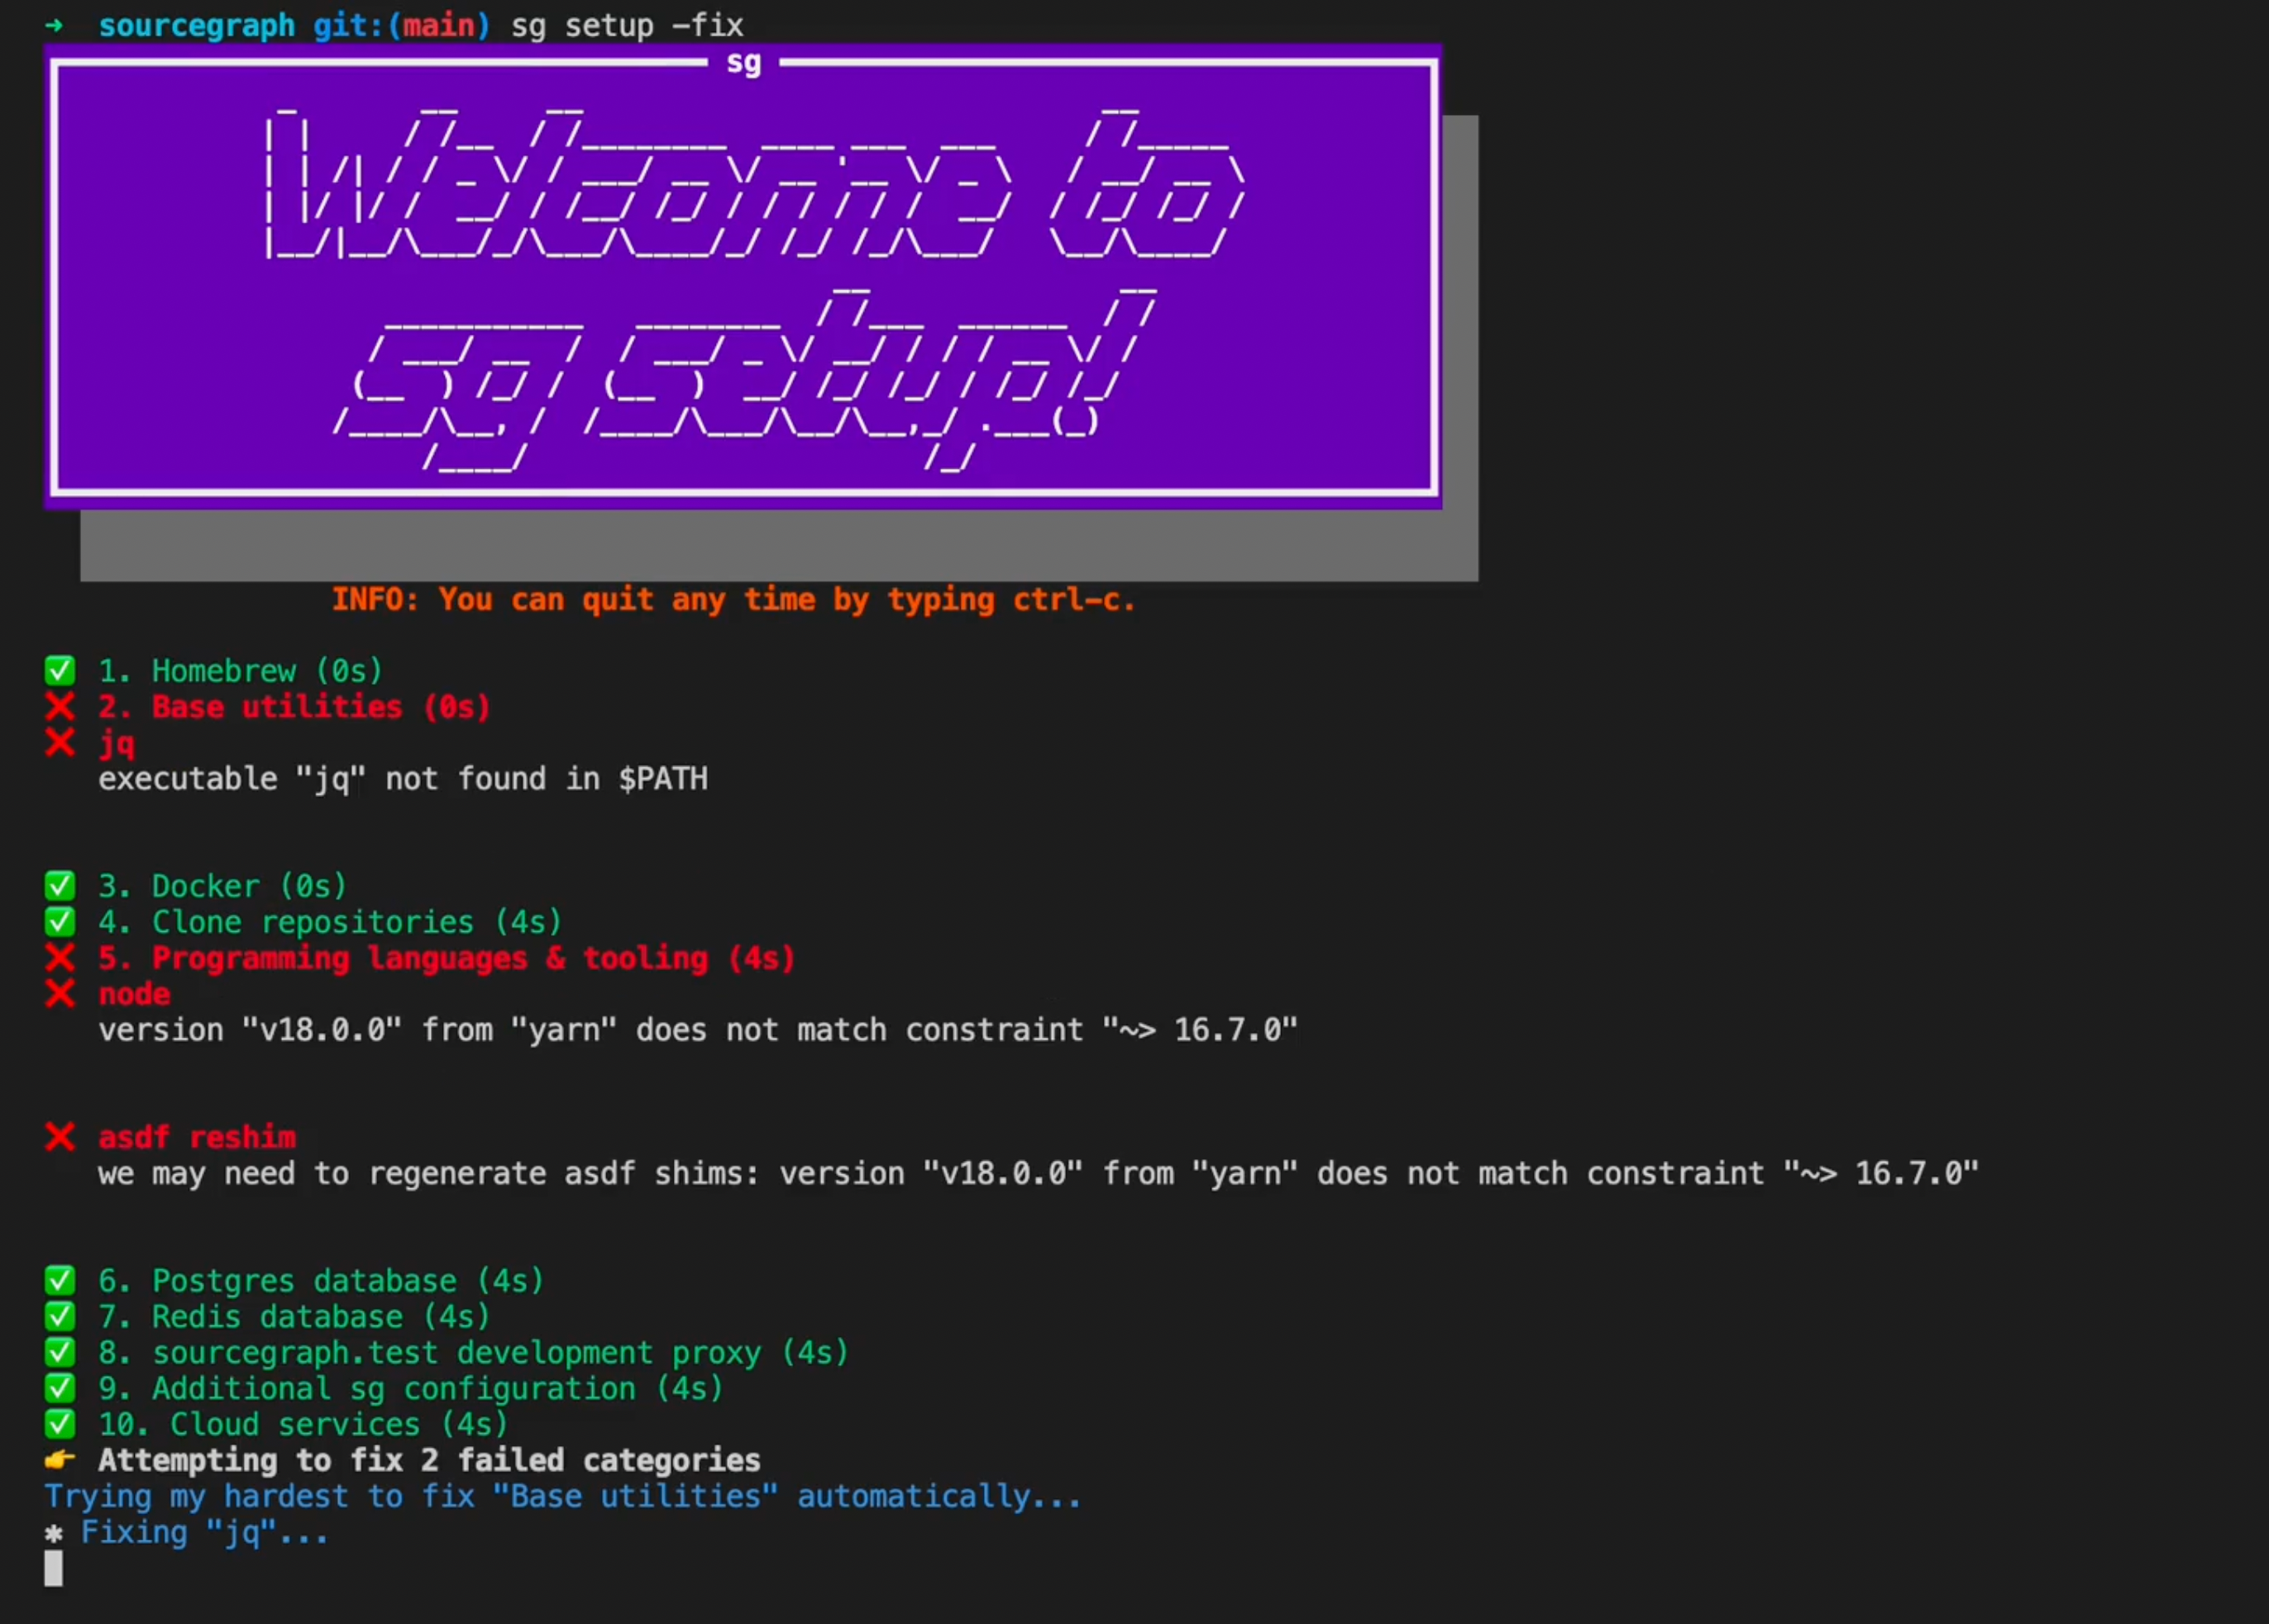 → sourcegraph git:(main) sg setup -fix
sg
Welcome to
sg setup!
INFO: You can quit any time by typing ctrl-c.
✅ 1. Homebrew (0s)
❌ 2. Base utilities (0s)
❌ jq
executable "jq" not found in $PATH
✅ 3. Docker (0s)
✅ 4. Clone repositories (4s)
❌ 5. Programming languages & tooling (4s)
❌ node
version "v18.0.0" from "yarn" does not match constraint "~> 16.7.0"
❌ asdf reshim
we may need to regenerate asdf shims: version "v18.0.0" from "yarn" does not match constraint "~> 16.7.0"
✅ 6. Postgres database (4s)
✅ 7. Redis database (4s)
✅ 8. sourcegraph.test development proxy (4s)
✅ 9. Additional sg configuration (4s)
✅ 10. Cloud services (4s)
👉 Attempting to fix 2 failed categories
Trying my hardest to fix "Base utilities" automatically...
✱ Fixing "jq"...